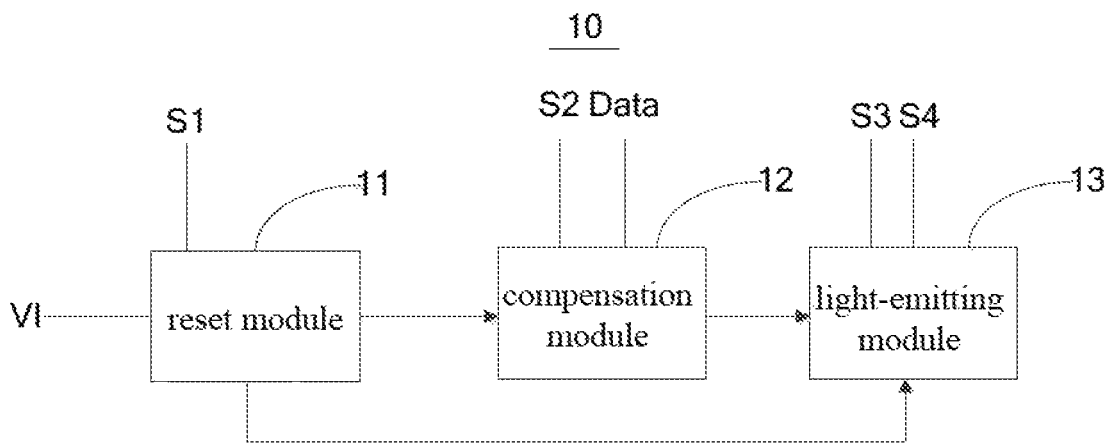 10
S1
S2 Data
S3 S4
11
12
13
VI
reset module
compensation
module
light-emitting
module